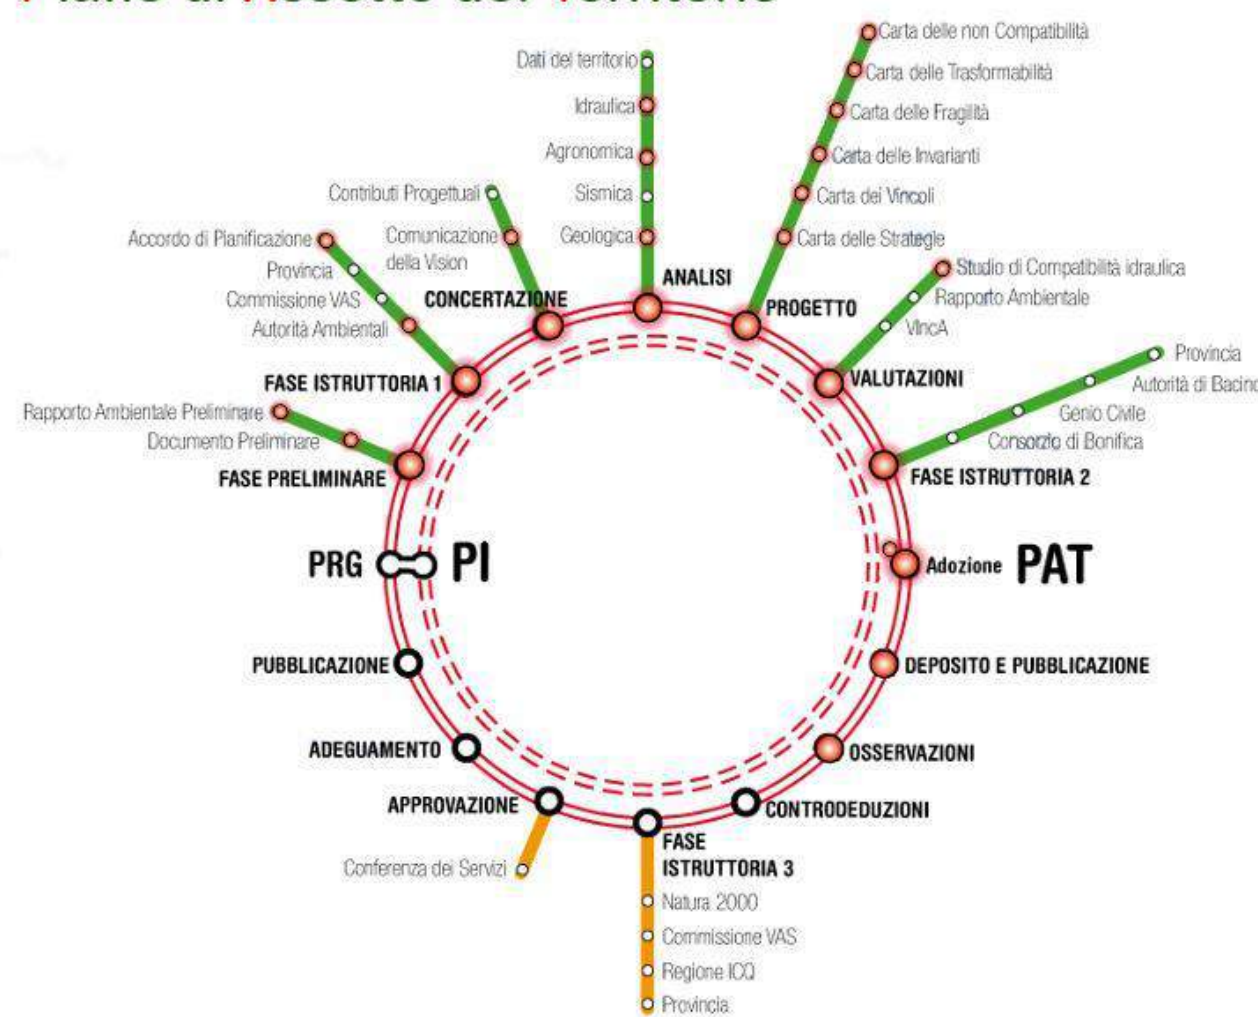 Piano di Assetto del Territorio
Carta delle non Compatibilità
Dati del territorio
Carta delle Trasformabilità
Idraulica
Carta delle Fragilità
Agronomica
Carta delle Invarianti
Contributi Progettuali
Sismica
Carta dei Vincoli
Accordo di Pianificazione
Comunicazione
della Vision
Geologica
Carta delle Strategie
Provincia
Studio di Compatibilità idraulica
Commissione VAS
CONCERTAZIONE
ANALISI
PROGETTO
Rapporto Ambientale
Autorità Ambientali
VIncA
Provincia
FASE ISTRUTTORIA 1
VALUTAZIONI
Autorità di Bacino
Rapporto Ambientale Preliminare
Genio Civile
Documento Preliminare
Consorzio di Bonifica
FASE PRELIMINARE
FASE ISTRUTTORIA 2
PRG
PI
Adozione PAT
PUBBLICAZIONE
DEPOSITO E PUBBLICAZIONE
ADEGUAMENTO
OSSERVAZIONI
APPROVAZIONE
CONTRODEDUZIONI
FASE
ISTRUTTORIA 3
Conferenza dei Servizi
Natura 2000
Commissione VAS
Regione ICQ
Provincia